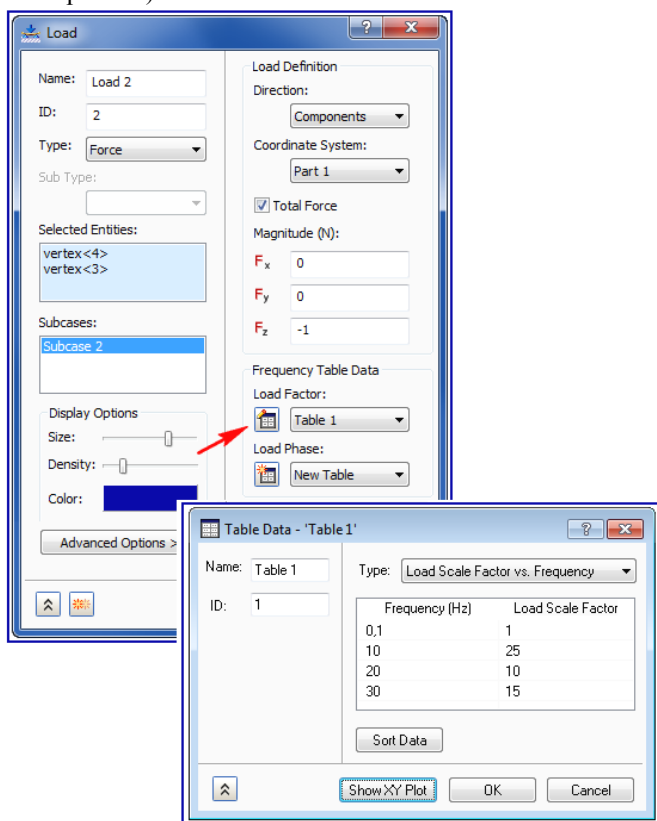 Load
Name: Load 2
ID: 2
Type: Force
Sub Type:
Selected Entities:
vertex<4>
vertex<3>
Subcases:
Subcase 2
Display Options
Size:
Density:
Color:
Advanced Options >
Load Definition
Direction:
Components
Coordinate System:
Part 1
Total Force
Magnitude (N):
Fx 0
Fy 0
Fz -1
Frequency Table Data
Load Factor:
Table 1
Load Phase:
New Table
Table Data - 'Table 1'
Name: Table 1
ID: 1
Type: Load Scale Factor vs. Frequency
Frequency (Hz) Load Scale Factor
0,1 1
10 25
20 10
30 15
Sort Data
Show XY Plot OK Cancel